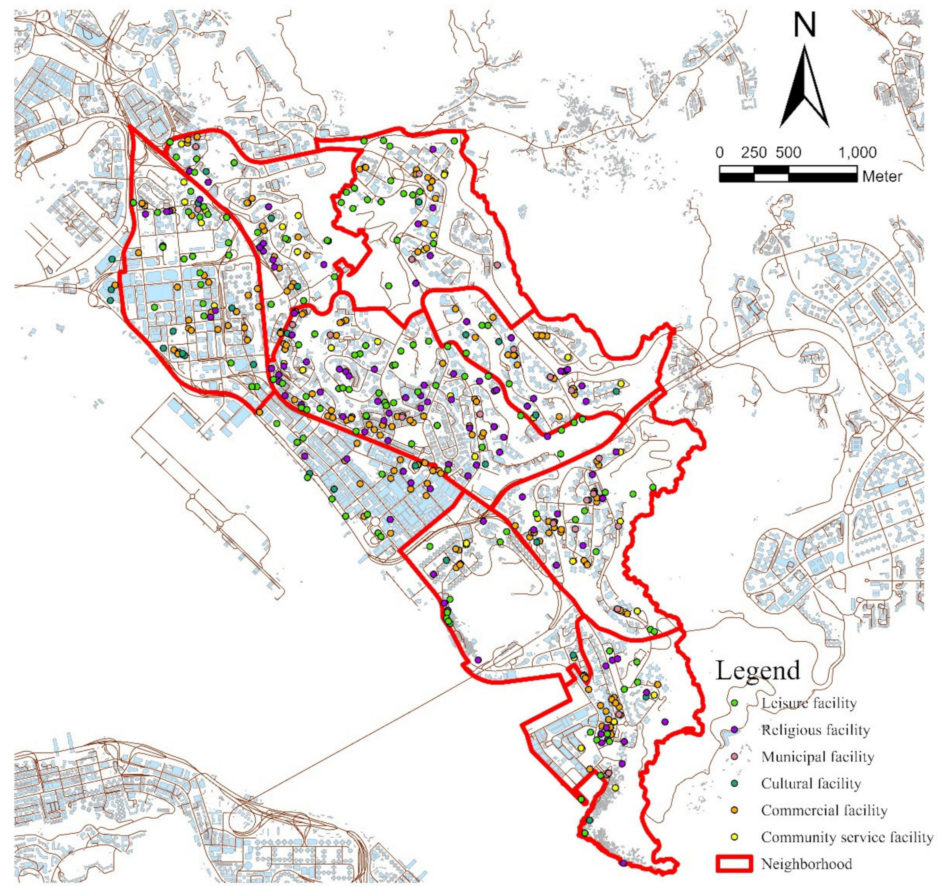 N
0 250 500 1,000
Meter
Legend
Leisure facility
Religious facility
Municipal facility
Cultural facility
Commercial facility
Community service facility
Neighborhood